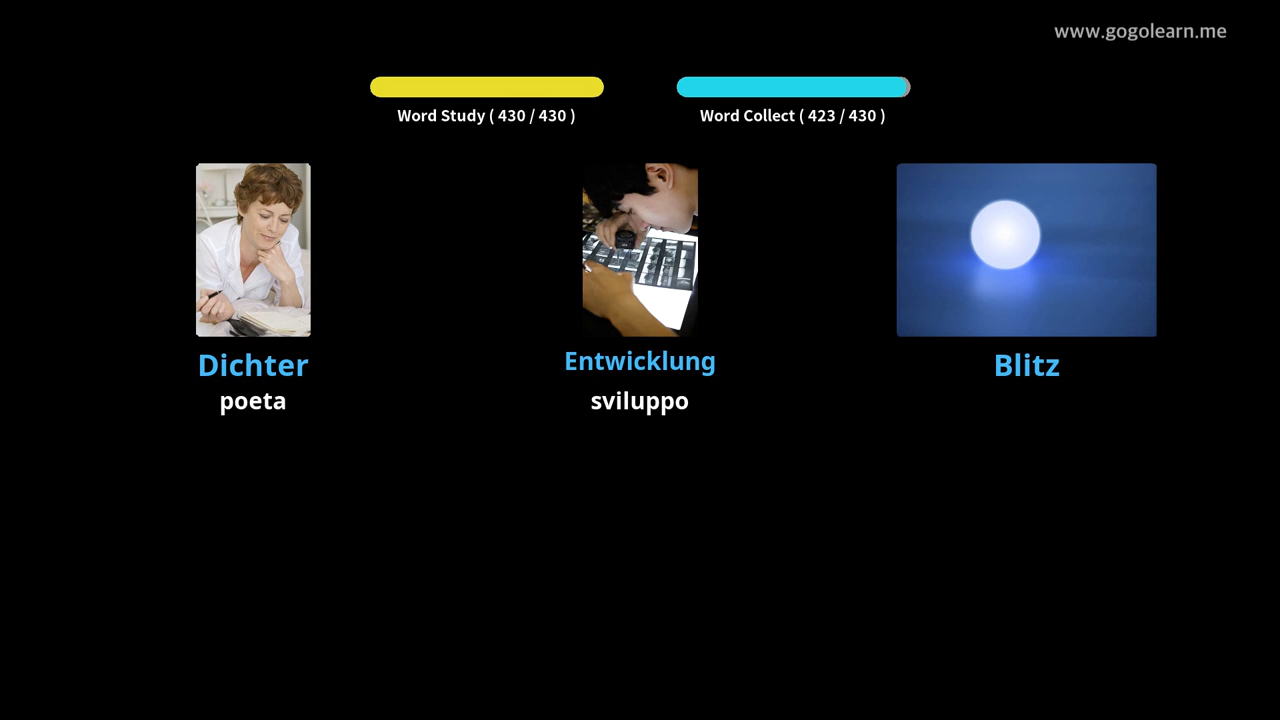 www.gogolearn.me
Word Study ( 430 / 430 )
Word Collect ( 423 / 430 )
Dichter
poeta
Entwicklung
sviluppo
Blitz